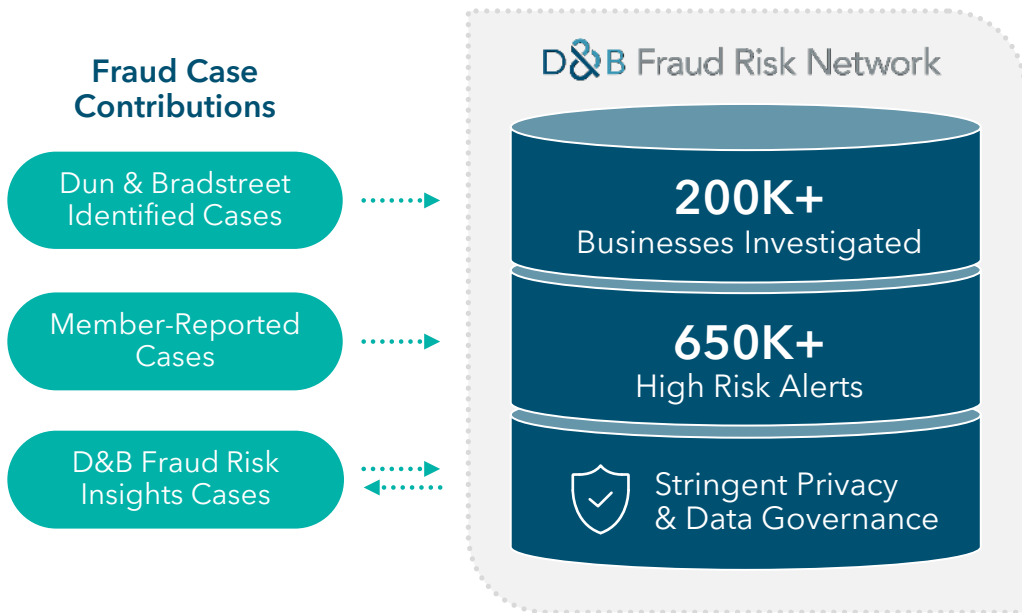 Fraud Case
Contributions
Dun & Bradstreet
Identified Cases
Member-Reported
Cases
D&B Fraud Risk
Insights Cases
D&B Fraud Risk Network
200K+
Businesses Investigated
650K+
High Risk Alerts
Stringent Privacy
& Data Governance